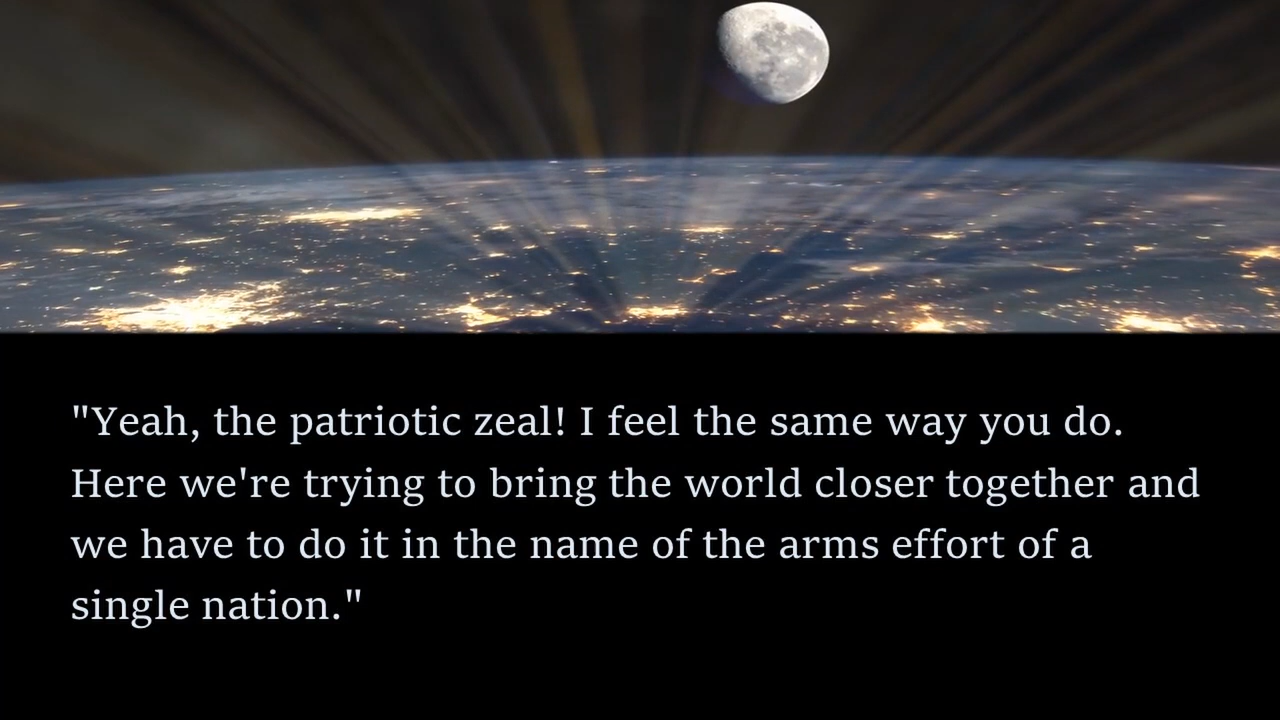 "Yeah, the patriotic zeal! I feel the same way you do.
Here we're trying to bring the world closer together and
we have to do it in the name of the arms effort of a
single nation."